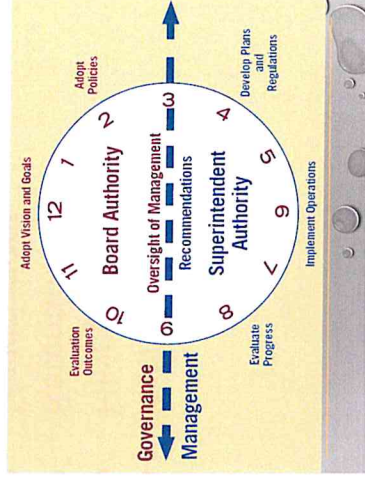 Adopt Vision and Goals
Evaluation
Outcomes
Adopt
Policies
12
11
1
10
2
Board Authority
Governance
Oversight of Management
9
3
Management
Recommendations
Superintendent
Authority
8
4
7
5
6
Evaluate
Progress
Develop Plans
and
Regulations
Implement Operations